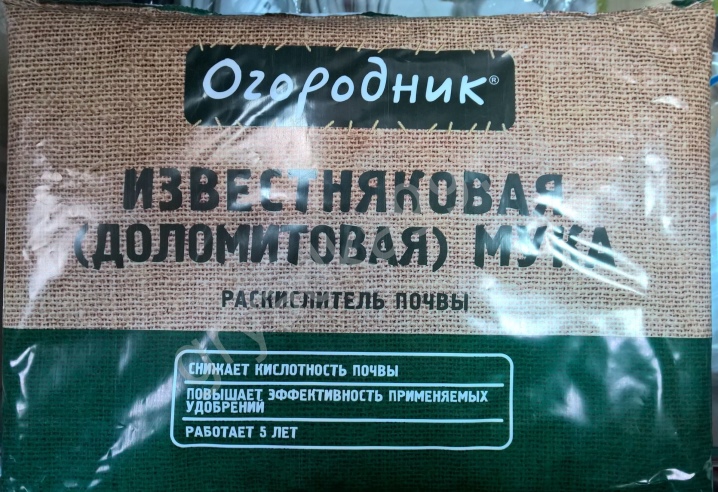 Огородник®
ИЗВЕСТНЯКОВАЯ
(ДОЛОМИТОВАЯ) МУКА
РАСКИСЛИТЕЛЬ ПОЧВЫ
СНИЖАЕТ КИСЛОТНОСТЬ ПОЧВЫ
ПОВЫШАЕТ ЭФФЕКТИВНОСТЬ ПРИМЕНЯЕМЫХ
УДОБРЕНИЙ
РАБОТАЕТ 5 ЛЕТ